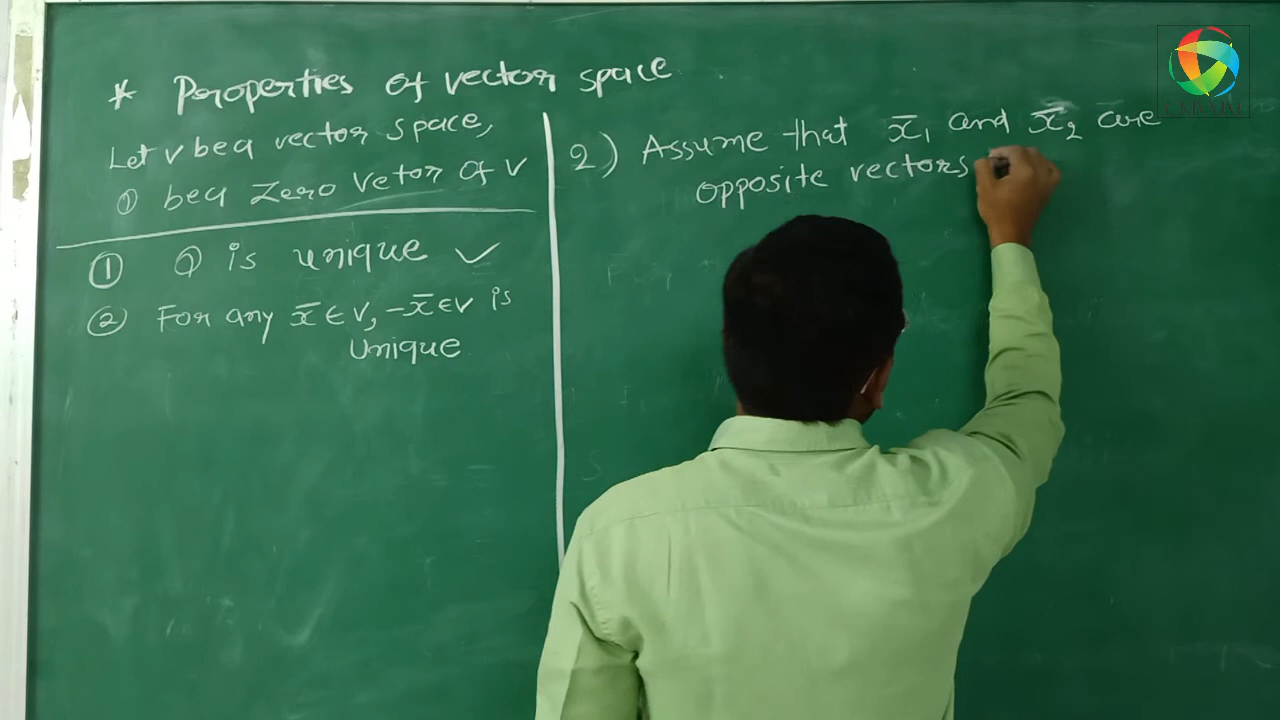 * Properties of vector space
Let V be a vector space,
0 be a zero Vetor of V
① 0 is unique ✓
② For any x̄ ∈ V, -x̄ ∈ V is
Unique
2) Assume that x̄₁ and x̄₂ are
opposite vectors